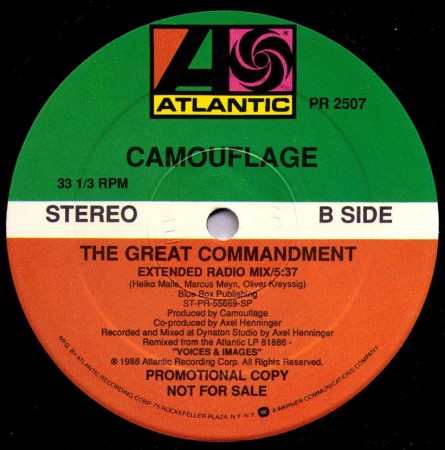 ATLANTIC
PR 2507
CAMOUFLAGE
33 1/3 RPM
STEREO
B SIDE
THE GREAT COMMANDMENT
EXTENDED RADIO MIX/5:37
(Heiko Maile, Marcus Meyn, Oliver Kreyssig)
Blue Box Publishing
ST-PR-55669-SP
Produced by Camouflage
Co-produced by Axel Henninger
Recorded and Mixed at Dynaton Studio by Axel Henninger
Remixed from the Atlantic LP 81886 -
"VOICES & IMAGES"
℗ 1988 Atlantic Recording Corp. All Rights Reserved.
PROMOTIONAL COPY
NOT FOR SALE
MFG. BY ATLANTIC RECORDING CORP. 75 ROCKEFELLER PLAZA, N.Y. N.Y. W A WARNER COMMUNICATIONS COMPANY